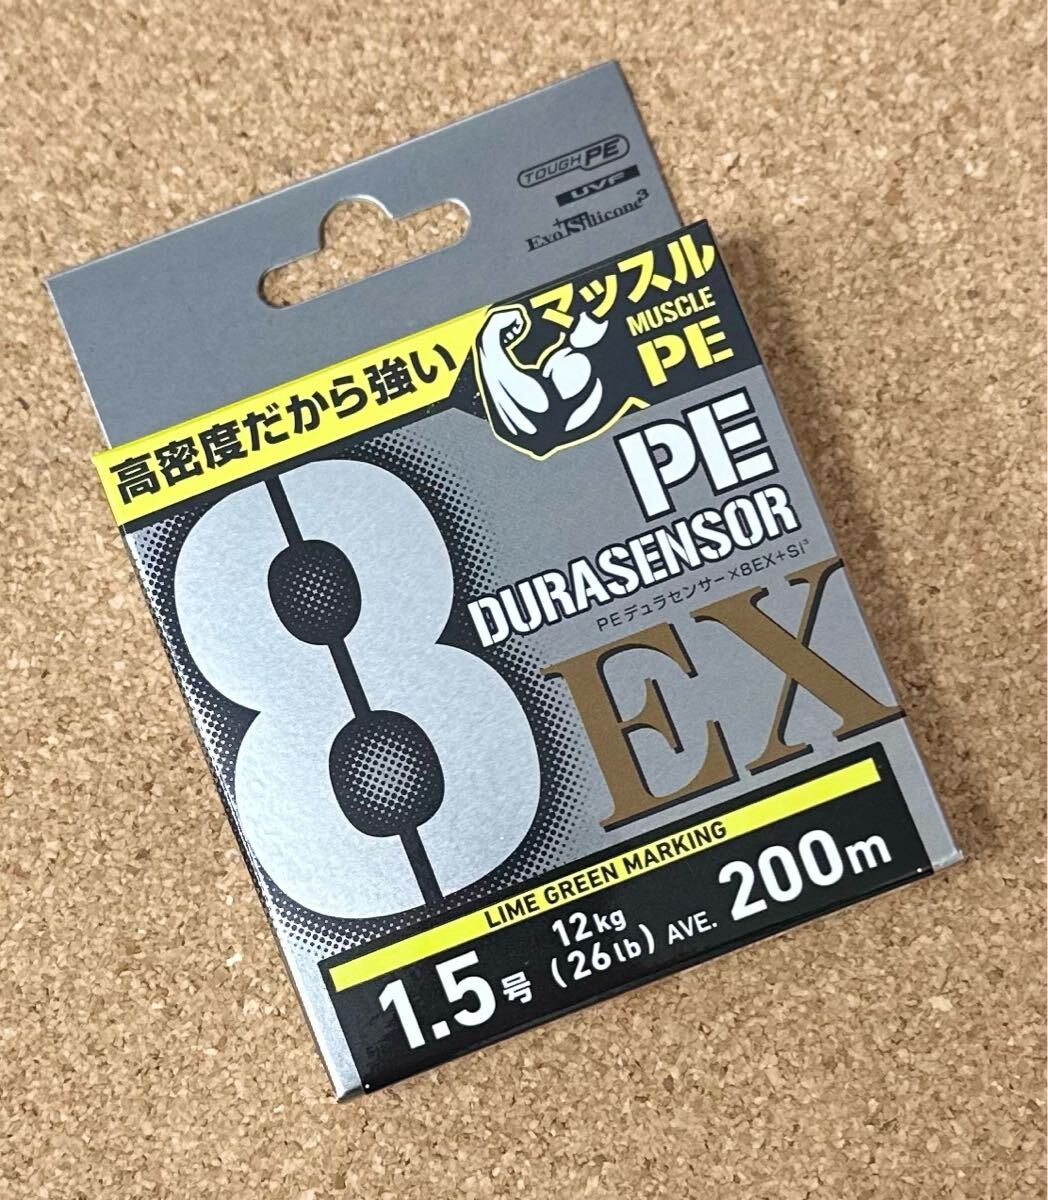 TOUGH PE
UVF
Evo+Silicone³
マッスル
MUSCLE
PE
高密度だから強い
8
PE
DURASENSOR
PEデュラセンサー×8EX+Si³
EX
LIME GREEN MARKING
1.5号 12kg (26lb) AVE. 200m